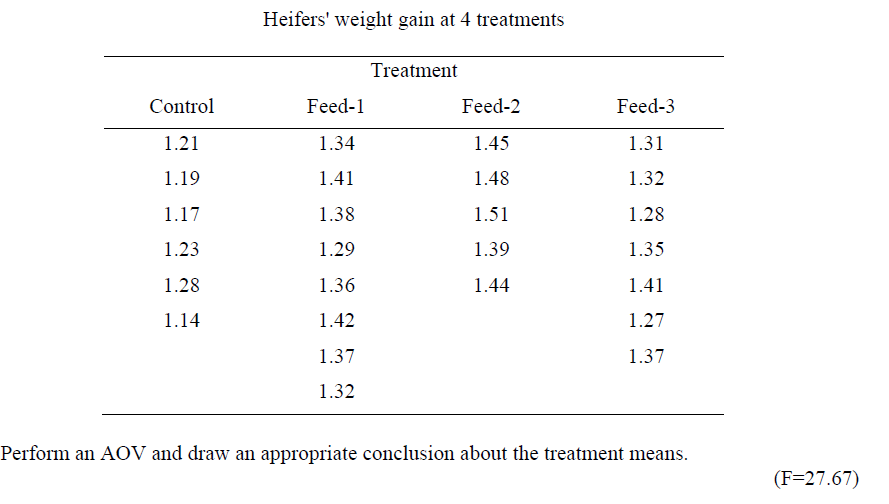 Heifers' weight gain at 4 treatments
Treatment
Control Feed-1 Feed-2 Feed-3
1.21 1.34 1.45 1.31
1.19 1.41 1.48 1.32
1.17 1.38 1.51 1.28
1.23 1.29 1.39 1.35
1.28 1.36 1.44 1.41
1.14 1.42 1.27
1.37 1.37
1.32
Perform an AOV and draw an appropriate conclusion about the treatment means.
(F=27.67)